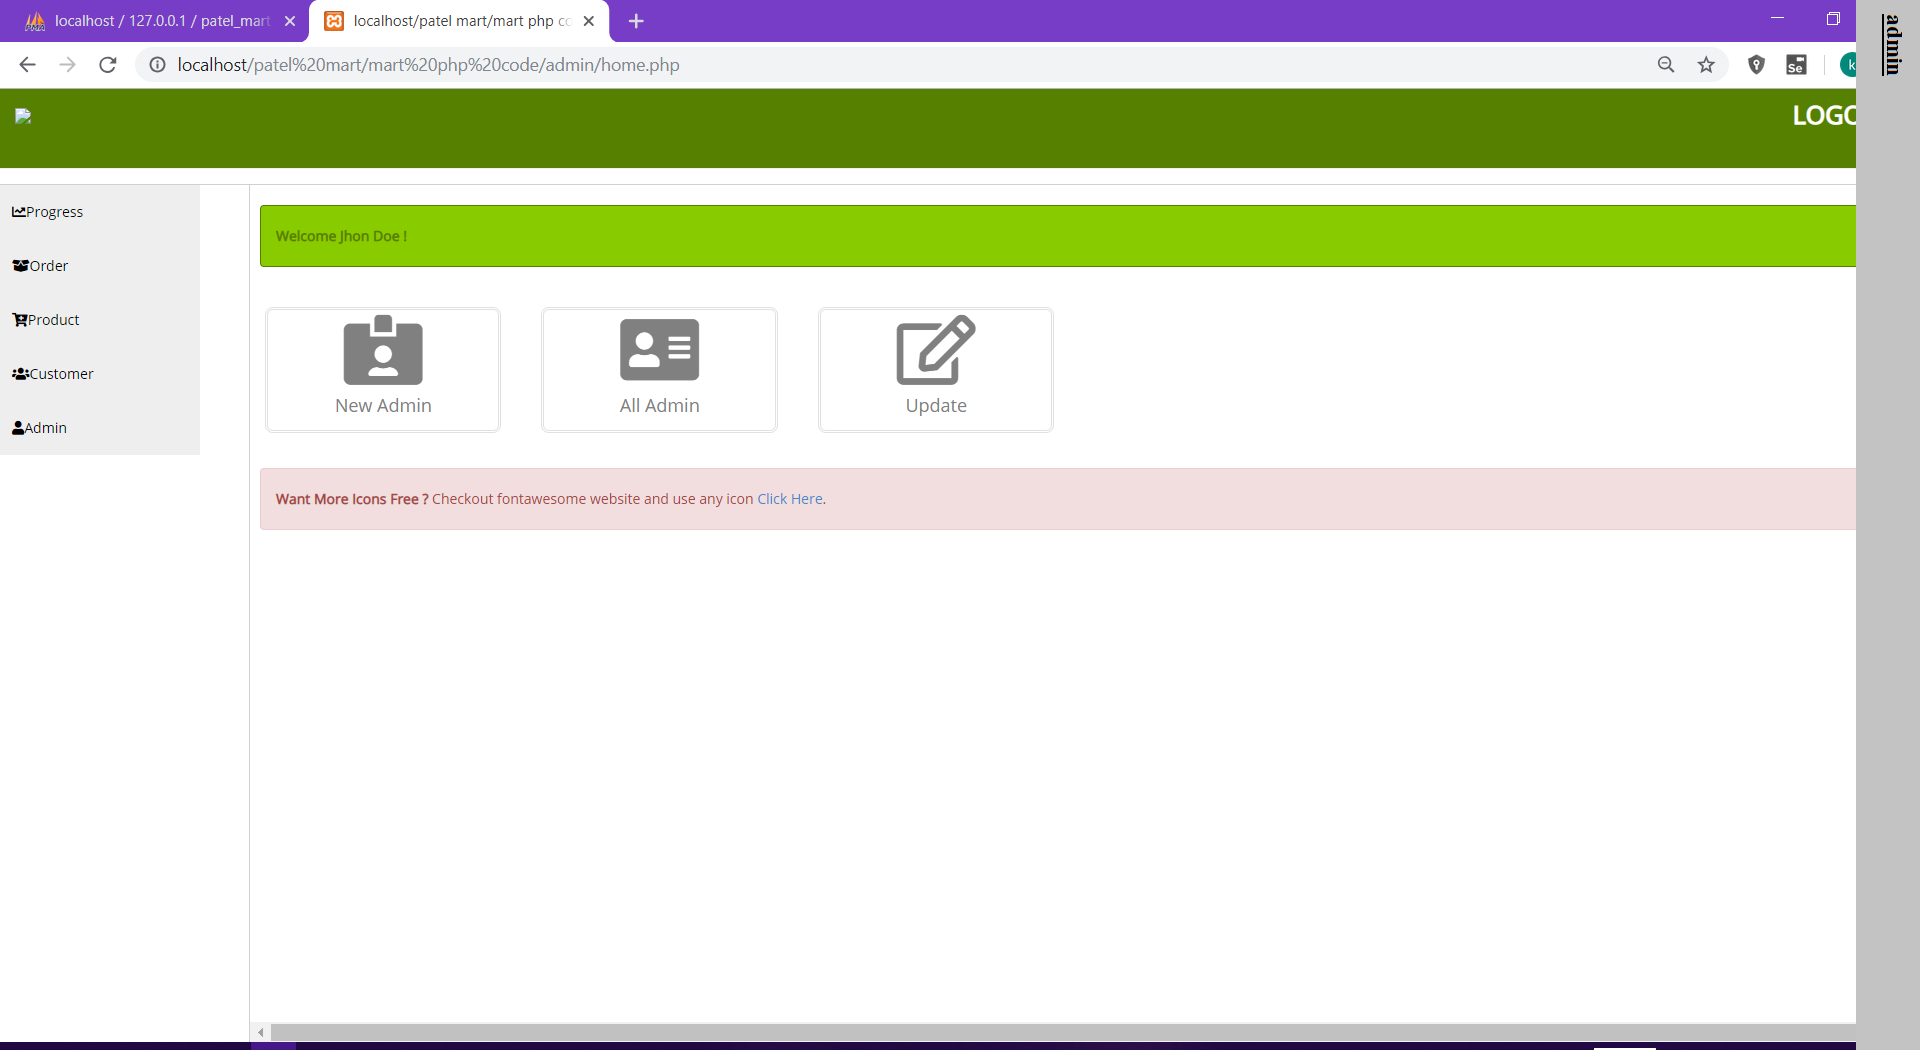 localhost / 127.0.0.1 / patel_mart
localhost/patel mart/mart php co
localhost/patel%20mart/mart%20php%20code/admin/home.php
Se
k
admin
LOGO
Progress
Order
Product
Customer
Admin
Welcome Jhon Doe !
New Admin
All Admin
Update
Want More Icons Free ? Checkout fontawesome website and use any icon Click Here.